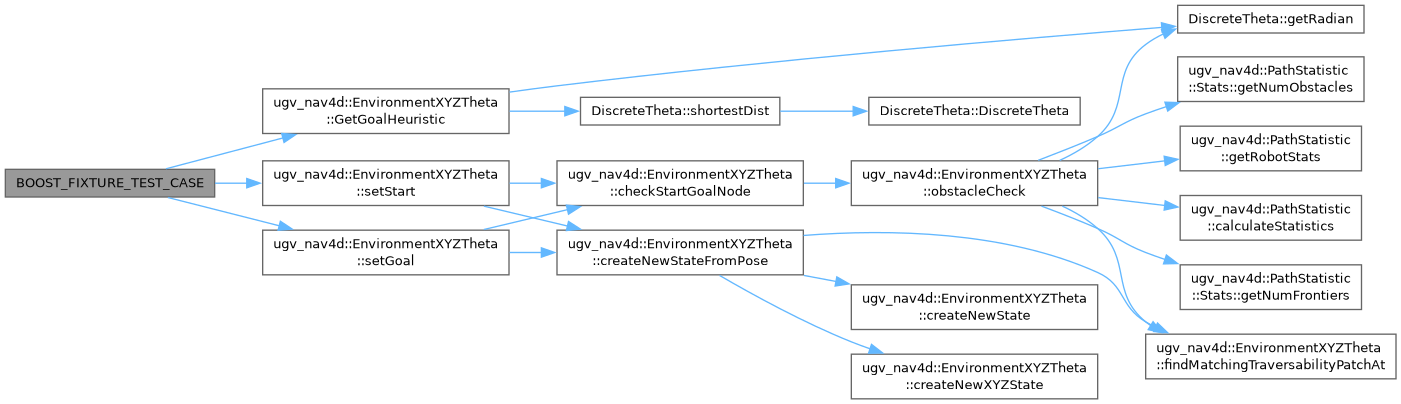 BOOST_FIXTURE_TEST_CASE
ugv_nav4d::EnvironmentXYZTheta
::GetGoalHeuristic
ugv_nav4d::EnvironmentXYZTheta
::setStart
ugv_nav4d::EnvironmentXYZTheta
::setGoal
DiscreteTheta::shortestDist
ugv_nav4d::EnvironmentXYZTheta
::checkStartGoalNode
ugv_nav4d::EnvironmentXYZTheta
::createNewStateFromPose
DiscreteTheta::DiscreteTheta
ugv_nav4d::EnvironmentXYZTheta
::obstacleCheck
ugv_nav4d::EnvironmentXYZTheta
::createNewState
ugv_nav4d::EnvironmentXYZTheta
::createNewXYZState
DiscreteTheta::getRadian
ugv_nav4d::PathStatistic
::Stats::getNumObstacles
ugv_nav4d::PathStatistic
::getRobotStats
ugv_nav4d::PathStatistic
::calculateStatistics
ugv_nav4d::PathStatistic
::Stats::getNumFrontiers
ugv_nav4d::EnvironmentXYZTheta
::findMatchingTraversabilityPatchAt